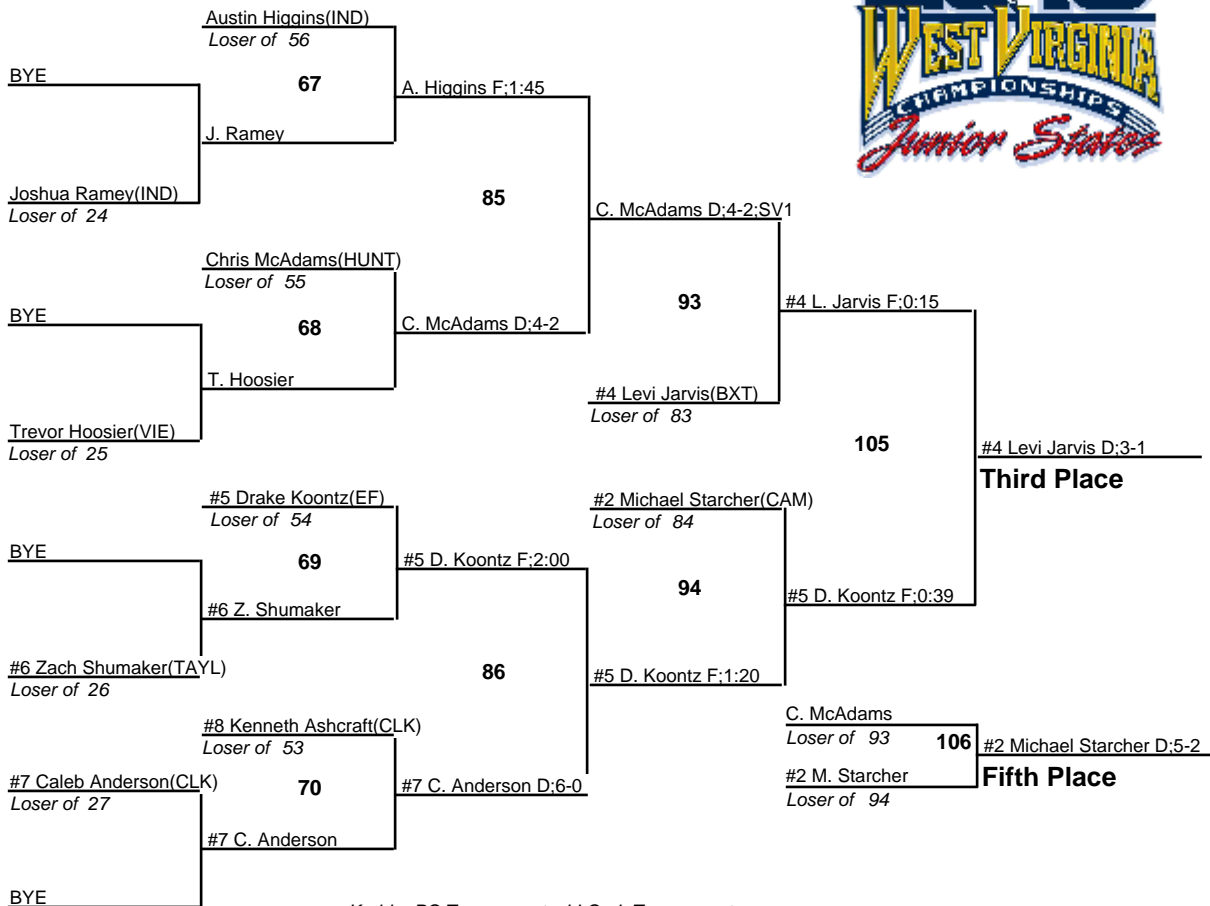 Austin Higgins(IND)
Loser of 56
BYE
67
A. Higgins F;1:45
J. Ramey
Joshua Ramey(IND)
Loser of 24
85
C. McAdams D;4-2;SV1
Chris McAdams(HUNT)
Loser of 55
BYE
68
C. McAdams D;4-2
93
#4 L. Jarvis F;0:15
T. Hoosier
#4 Levi Jarvis(BXT)
Loser of 83
Trevor Hoosier(VIE)
Loser of 25
105
#4 Levi Jarvis D;3-1
Third Place
#5 Drake Koontz(EF)
Loser of 54
#2 Michael Starcher(CAM)
Loser of 84
BYE
69
#5 D. Koontz F;2:00
94
#5 D. Koontz F;0:39
#6 Z. Shumaker
#6 Zach Shumaker(TAYL)
Loser of 26
86
#5 D. Koontz F;1:20
#8 Kenneth Ashcraft(CLK)
Loser of 53
C. McAdams
Loser of 93
106
#2 Michael Starcher D;5-2
Fifth Place
#2 M. Starcher
Loser of 94
#7 Caleb Anderson(CLK)
Loser of 27
70
#7 C. Anderson D;6-0
#7 C. Anderson
BYE
WEST VIRGINIA
CHAMPIONSHIPS
Junior States